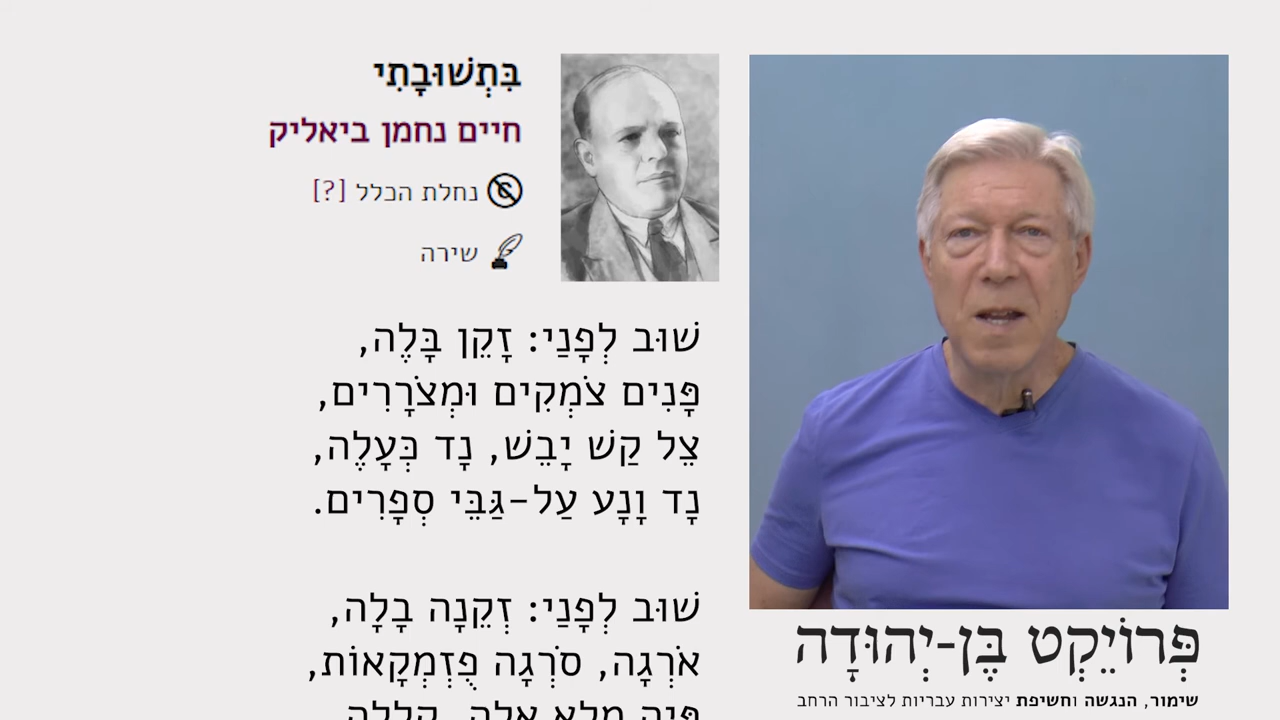 בִּתְשׁוּבָתִי
חיים נחמן ביאליק
נחלת הכלל [?]
שירה
שׁוּב לְפָנַי: זָקֵן בָּלֶה,
פָּנִים צֹמְקִים וּמְצֹרָרִים,
צֵל קַשׁ יָבֵשׁ, נָד כְּעָלֶה,
נָד וָנָע עַל–גַּבֵּי סְפָרִים.
שׁוּב לְפָנַי: זְקֵנָה בָלָה,
אֹרְגָה, סֹרְגָה פֻזְמְקָאוֹת,
פִּיהָ מָלֵא אָלָה, קְלָלָה
פְּרוֹיֵקְט בֶּן-יְהוּדָה
שימור, הנגשה וחשיפת יצירות עבריות לציבור הרחב